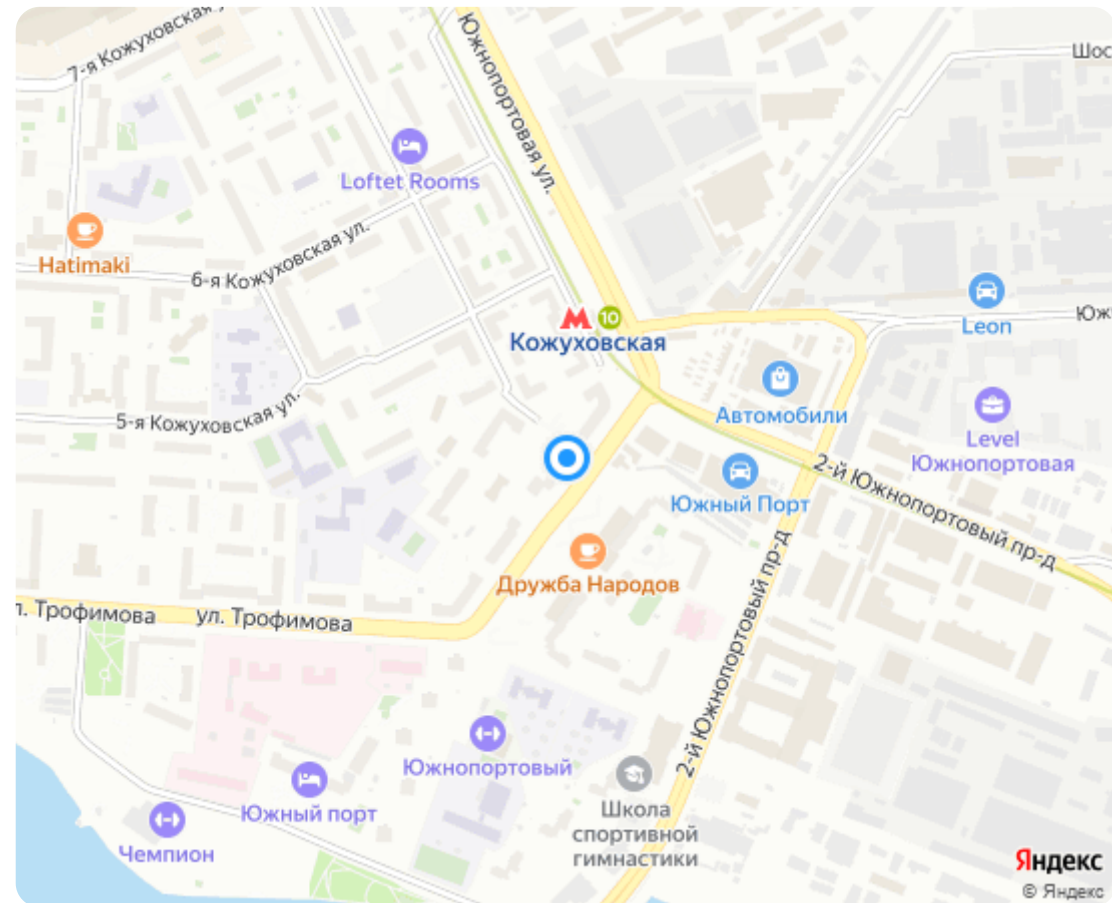 7-я Кожуховская у
Южнопортовая ул.
Шос
Loftet Rooms
Hatimaki
6-я Кожуховская ул.
10
Кожуховская
Leon
Юж
Автомобили
5-я Кожуховская ул.
Level
Южнопортовая
Южный Порт
2-й Южнопортовый пр-д
Дружба Народов
л. Трофимова
ул. Трофимова
2-й Южнопортовый пр-д
Южнопортовый
Южный порт
Школа
спортивной
гимнастики
Чемпион
Яндекс
© Яндекс